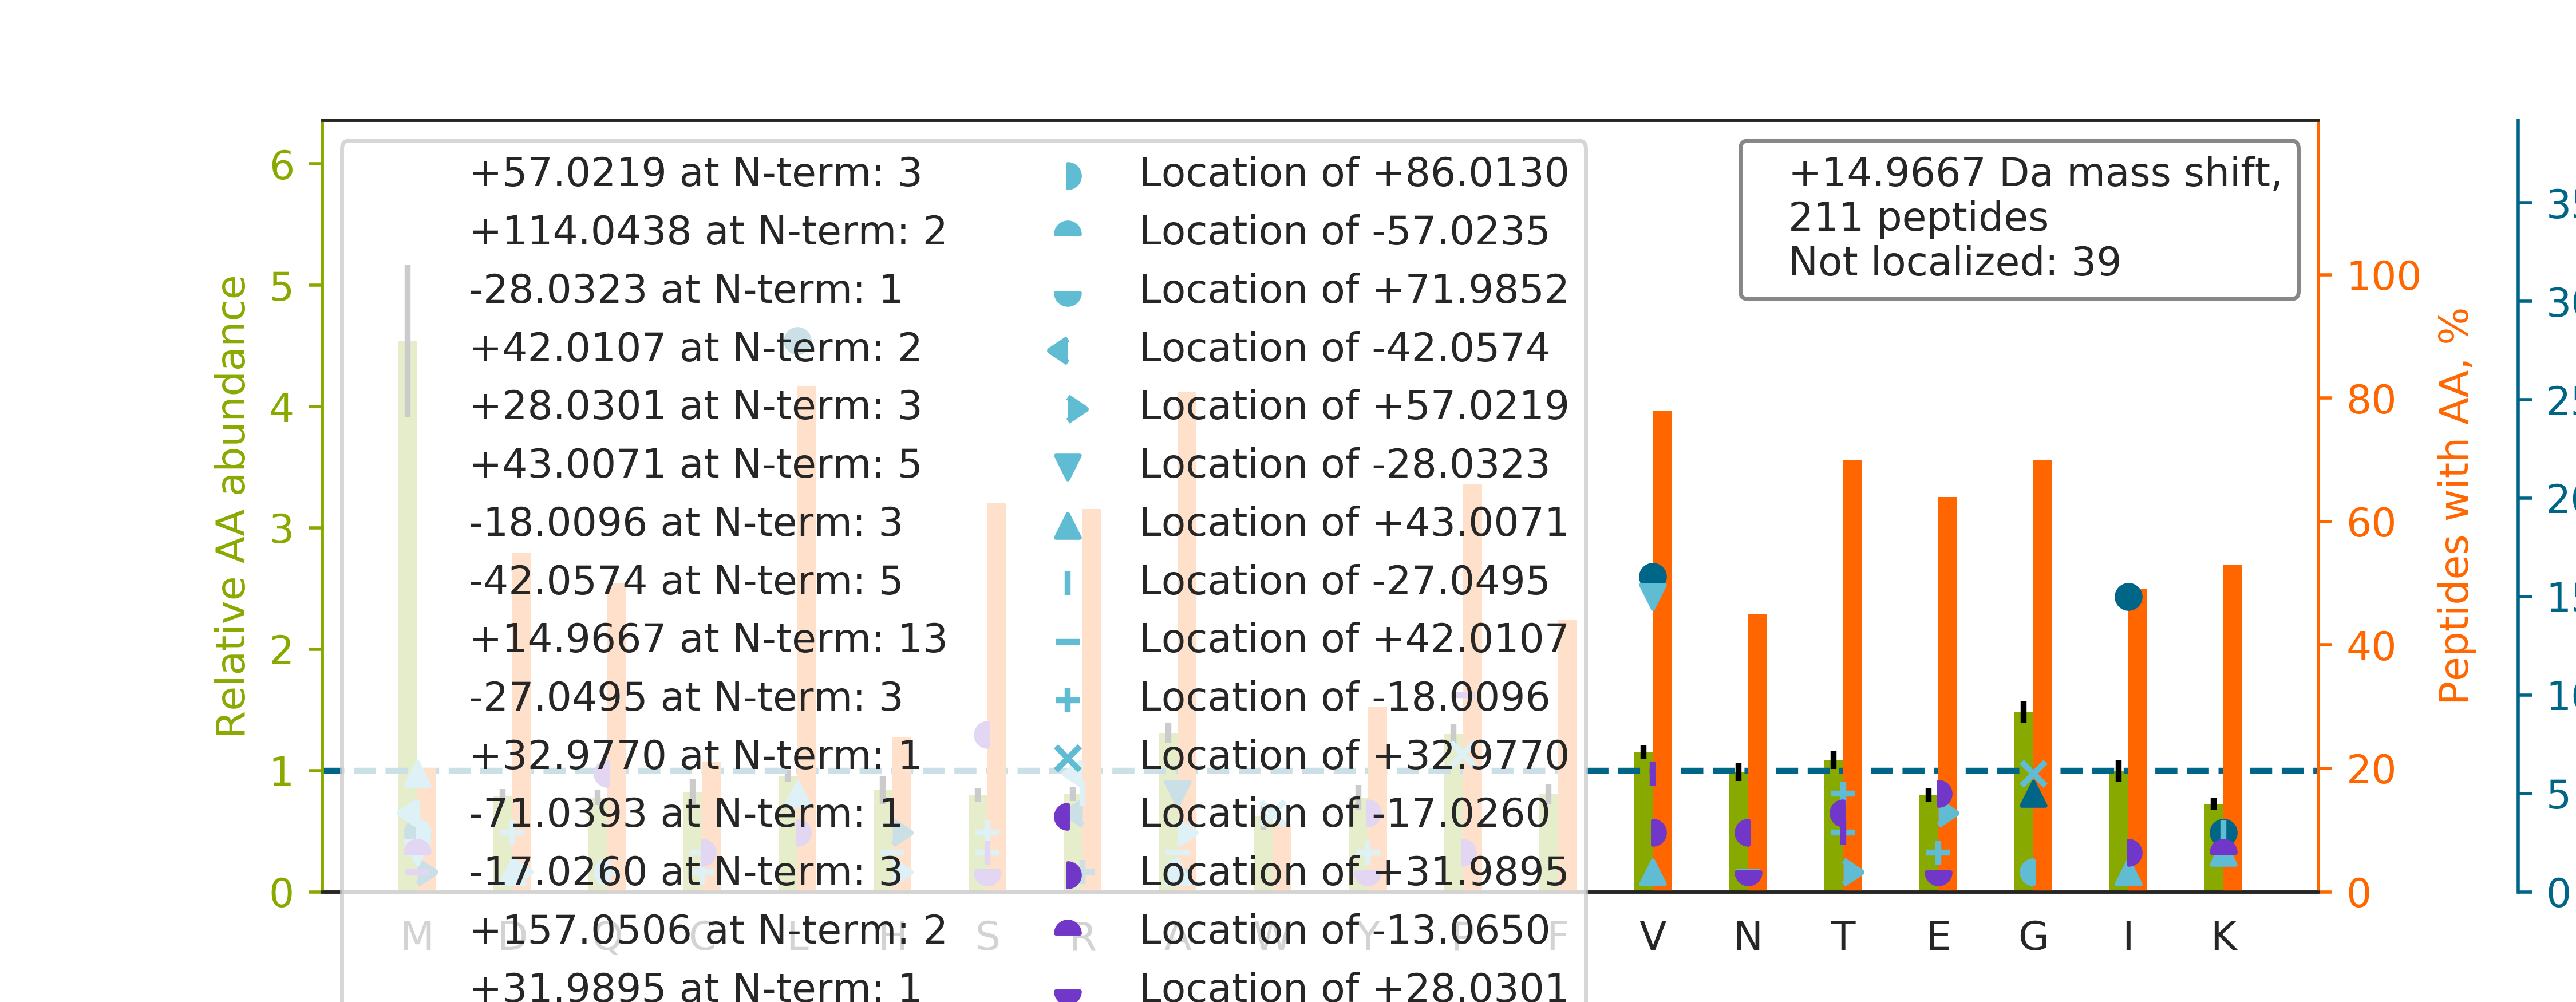 +57.0219 at N-term: 3
Location of +86.0130
+114.0438 at N-term: 2
Location of -57.0235
-28.0323 at N-term: 1
Location of +71.9852
+42.0107 at N-term: 2
Location of -42.0574
+28.0301 at N-term: 3
Location of +57.0219
+43.0071 at N-term: 5
Location of -28.0323
-18.0096 at N-term: 3
Location of +43.0071
-42.0574 at N-term: 5
Location of -27.0495
+14.9667 at N-term: 13
Location of +42.0107
-27.0495 at N-term: 3
Location of -18.0096
+32.9770 at N-term: 1
Location of +32.9770
-71.0393 at N-term: 1
Location of -17.0260
-17.0260 at N-term: 3
Location of +31.9895
+157.0506 at N-term: 2
Location of -13.0650
+31.9895 at N-term: 1
Location of +28.0301
+14.9667 Da mass shift,
211 peptides
Not localized: 39
Relative AA abundance
6
5
4
3
2
1
0
M D Q C L H S R A W Y P F V N T E G I K
100
80
60
40
20
0
Peptides with AA, %
5
0